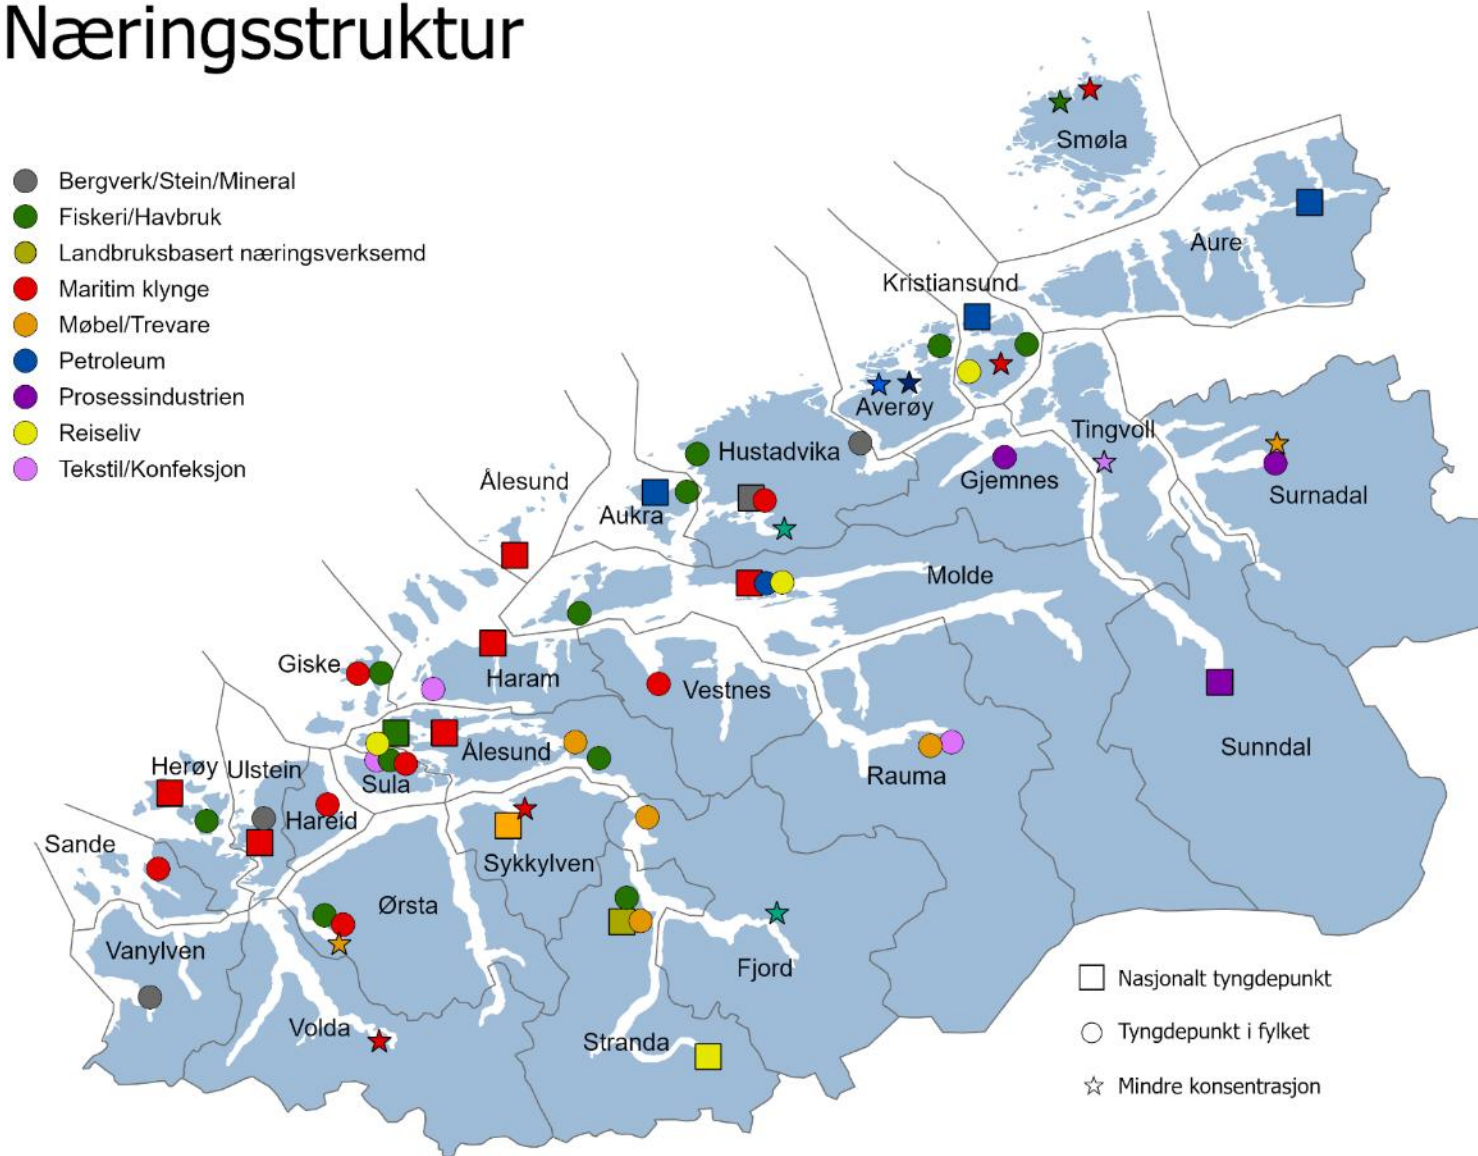 Næringsstruktur
Bergverk/Stein/Mineral
Fiskeri/Havbruk
Landbruksbasert næringsverksemd
Maritim klynge
Møbel/Trevare
Petroleum
Prosessindustrien
Reiseliv
Tekstil/Konfeksjon
Smøla
Aure
Kristiansund
Averøy
Tingvoll
Hustadvika
Gjemnes
Surnadal
Ålesund
Aukra
Molde
Giske
Haram
Vestnes
Sunndal
Ålesund
Rauma
Herøy
Ulstein
Sula
Hareid
Sande
Sykkylven
Ørsta
Vanylven
Fjord
Volda
Stranda
Nasjonalt tyngdepunkt
Tyngdepunkt i fylket
Mindre konsentrasjon